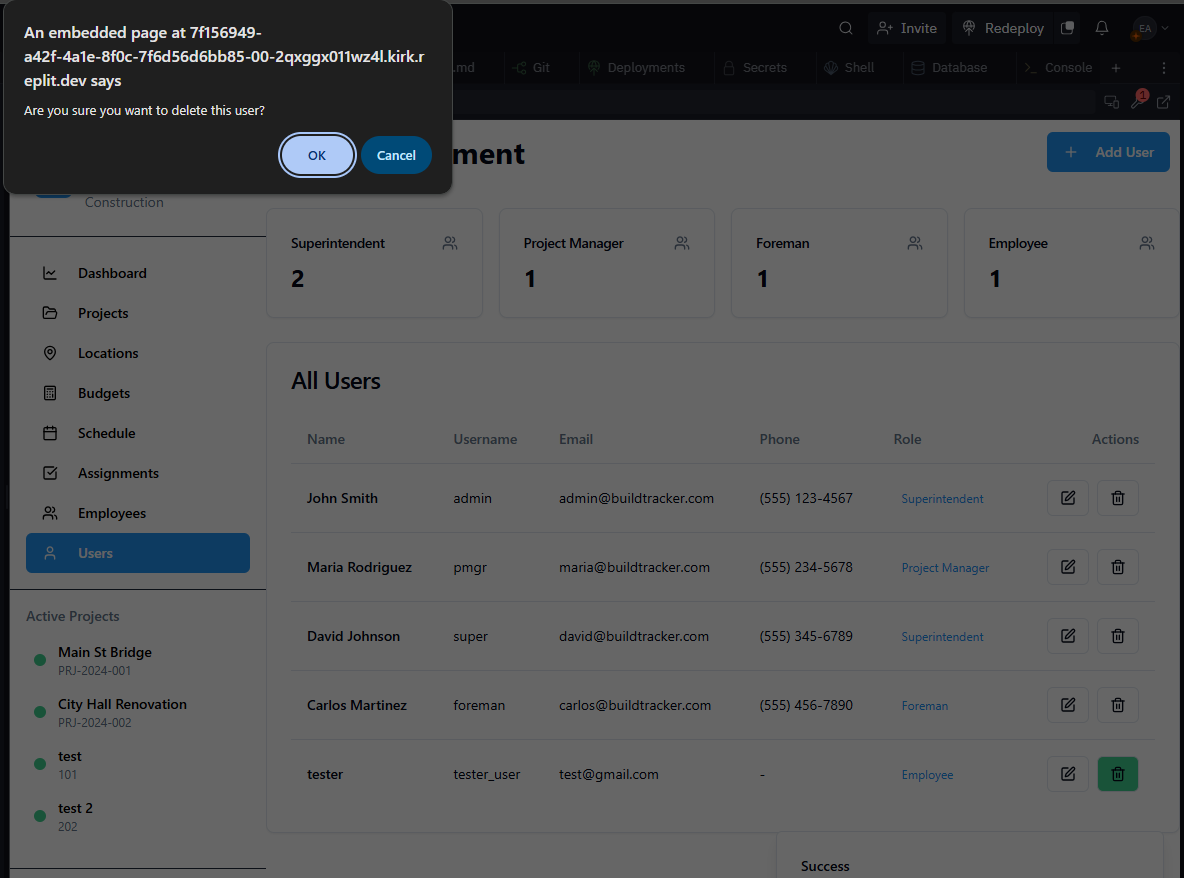 An embedded page at 7f156949-
a42f-4a1e-8f0c-7f6d56d6bb85-00-2qxggx011wz4l.kirk.r
eplit.dev says
Are you sure you want to delete this user?
OK
Cancel
Invite
Redeploy
EA
.md
Git
Deployments
Secrets
Shell
Database
Console
1
ment
Add User
Construction
Dashboard
Projects
Locations
Budgets
Schedule
Assignments
Employees
Users
Active Projects
Main St Bridge
PRJ-2024-001
City Hall Renovation
PRJ-2024-002
test
101
test 2
202
Superintendent
2
Project Manager
1
Foreman
1
Employee
1
All Users
Name Username Email Phone Role Actions
John Smith admin admin@buildtracker.com (555) 123-4567 Superintendent
Maria Rodriguez pmgr maria@buildtracker.com (555) 234-5678 Project Manager
David Johnson super david@buildtracker.com (555) 345-6789 Superintendent
Carlos Martinez foreman carlos@buildtracker.com (555) 456-7890 Foreman
tester tester_user test@gmail.com - Employee
Success